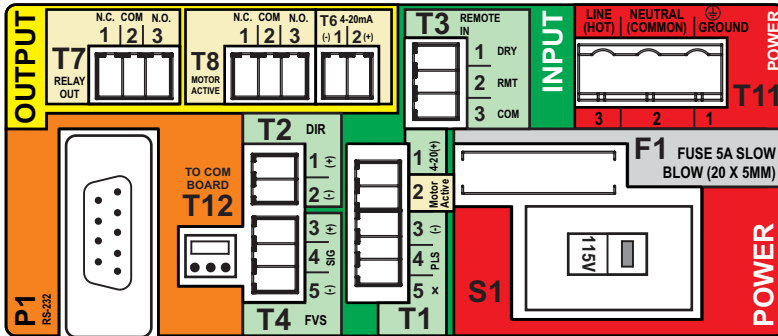 OUTPUT
N.C. COM N.O.
1 2 3
T7
RELAY
OUT
N.C. COM N.O.
1 2 3
T8
MOTOR
ACTIVE
T6 4-20mA
(-) 1 2 (+)
T3 REMOTE
IN
1 DRY
2 RMT
3 COM
INPUT
LINE
(HOT)
NEUTRAL
(COMMON)
GROUND
POWER
T11
3 2 1
P1
RS-232
TO COM
BOARD
T12
T2 DIR
1 (+)
2 (-)
3 (+)
4 SIG
5 (-)
T4 FVS
1 4-20(+)
2 Motor
Active
3 (-)
4 PLS
5 ×
T1
F1 FUSE 5A SLOW
BLOW (20 X 5MM)
115V
S1
POWER